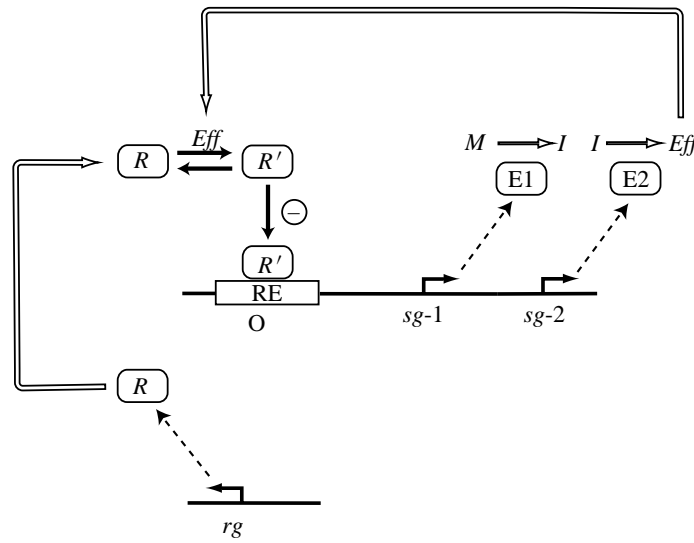 Eff
M I I Eff
R R′ E1 E2
−
R′
RE
O sg-1 sg-2
R
rg